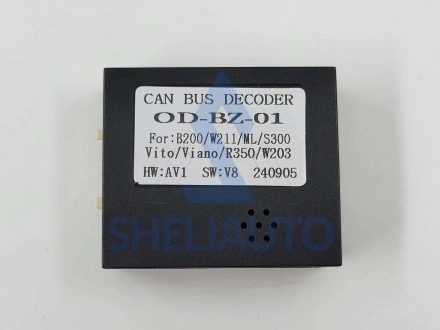 CAN BUS DECODER
OD-BZ-01
For:B200/W211/ML/S300
Vito/Viano/R350/W203
HW:AV1 SW:V8 240905
SHELIAUTO